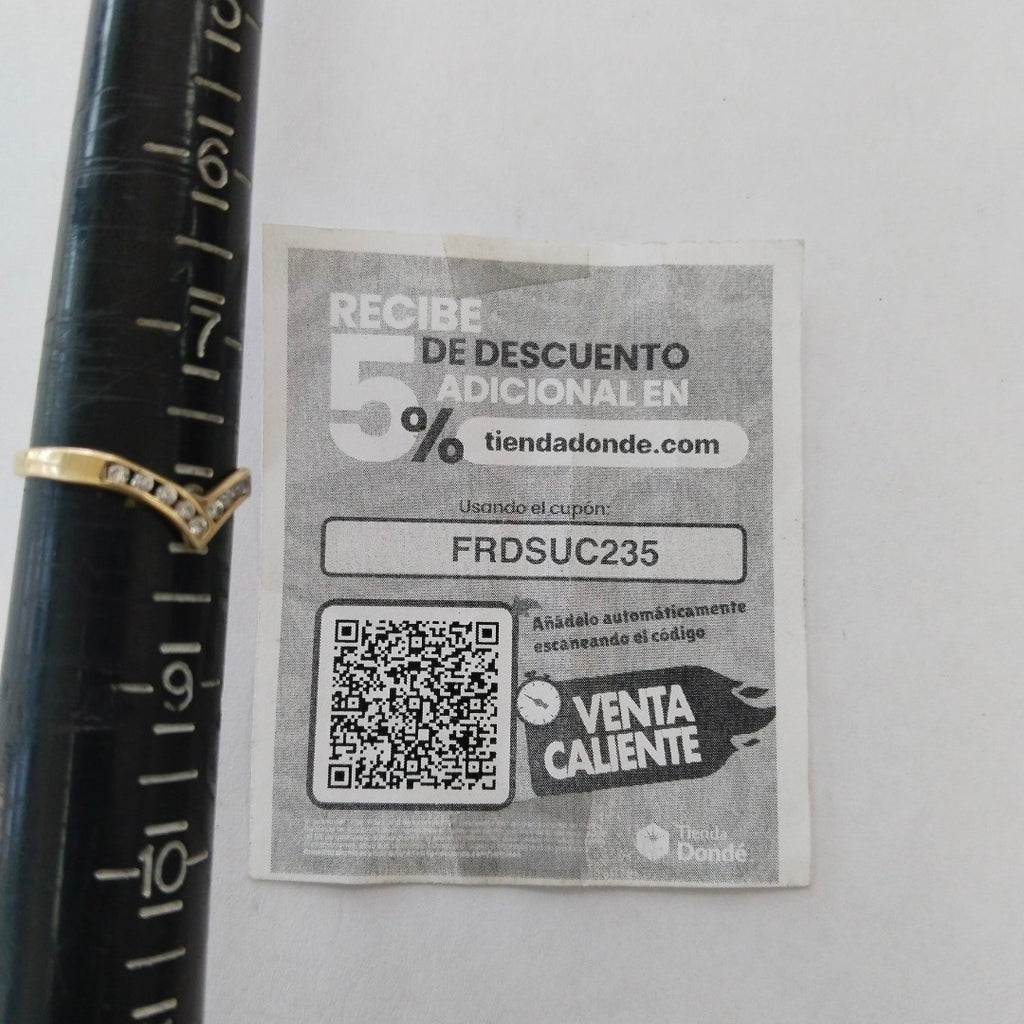 6
7
9
10
RECIBE
5% DE DESCUENTO
ADICIONAL EN
tiendadonde.com
Usando el cupón:
FRDSUC235
Añádelo automáticamente
escaneando el código
VENTA
CALIENTE
Tienda
Dondé